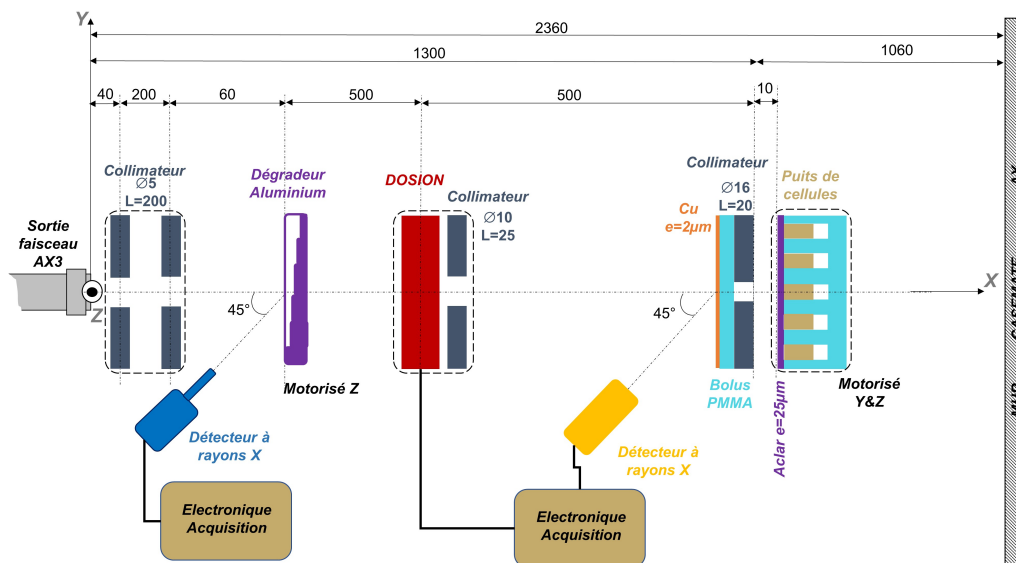 Y
2360
1300
1060
40
200
60
500
500
10
Collimateur
∅5
L=200
Dégradeur
Aluminium
DOSION
Collimateur
∅10
L=25
Collimateur
∅16
L=20
Cu
e=2µm
Puits de
cellules
Sortie
faisceau
AX3
Z
X
45°
45°
Motorisé Z
Bolus
PMMA
Aclar e=25µm
Motorisé
Y&Z
Détecteur à
rayons X
Détecteur à
rayons X
Electronique
Acquisition
Electronique
Acquisition